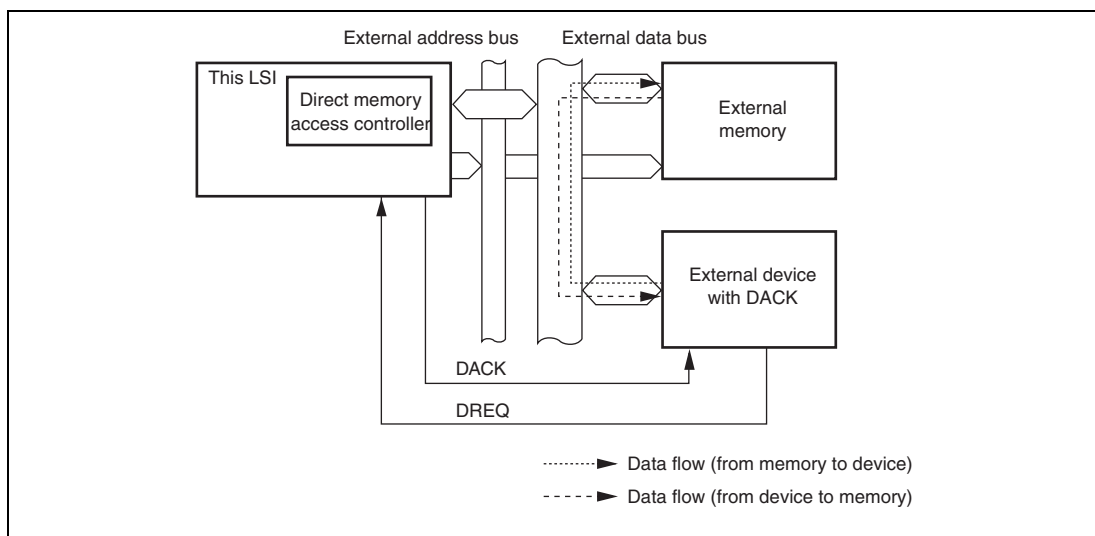 External address bus
External data bus
This LSI
Direct memory
access controller
External
memory
External device
with DACK
DACK
DREQ
Data flow (from memory to device)
Data flow (from device to memory)